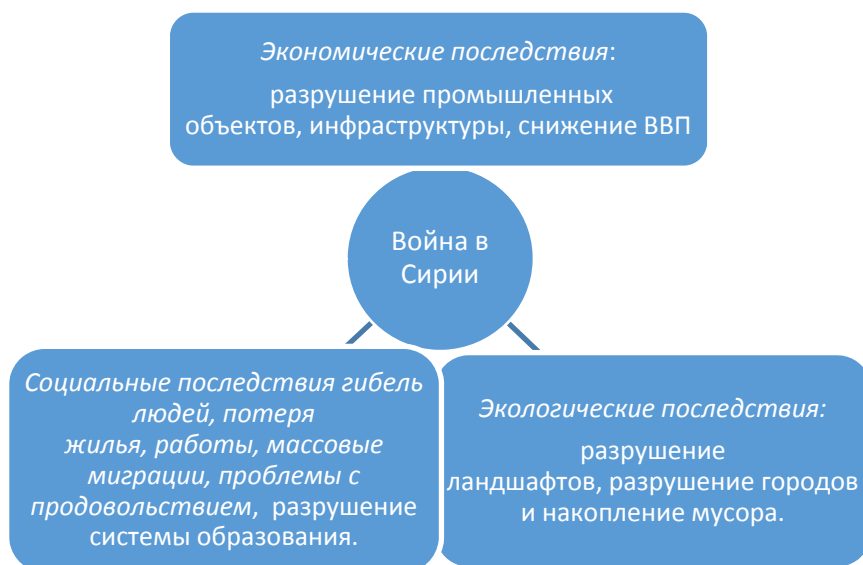 Экономические последствия:
разрушение промышленных
объектов, инфраструктуры, снижение ВВП
Война в
Сирии
Социальные последствия гибель
людей, потеря
жилья, работы, массовые
миграции, проблемы с
продовольствием, разрушение
системы образования.
Экологические последствия:
разрушение
ландшафтов, разрушение городов
и накопление мусора.